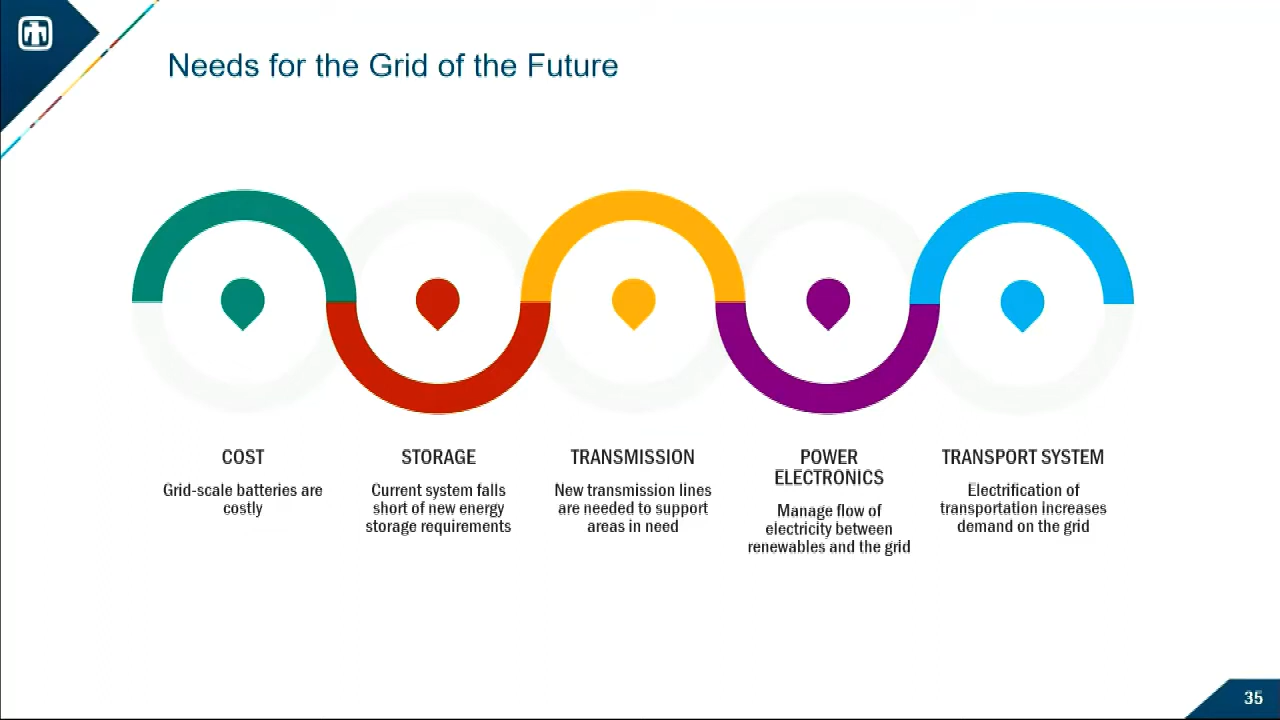 Needs for the Grid of the Future
COST
Grid-scale batteries are
costly
STORAGE
Current system falls
short of new energy
storage requirements
TRANSMISSION
New transmission lines
are needed to support
areas in need
POWER
ELECTRONICS
Manage flow of
electricity between
renewables and the grid
TRANSPORT SYSTEM
Electrification of
transportation increases
demand on the grid
35